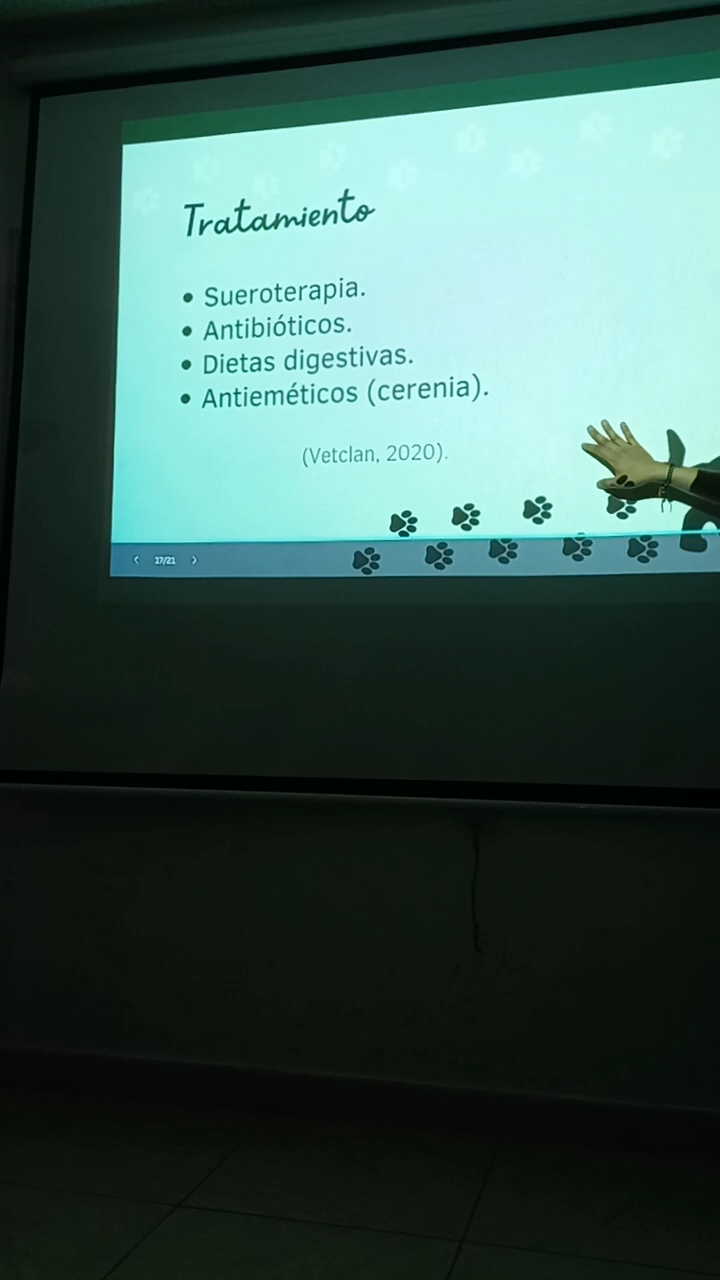 Tratamiento
• Sueroterapia.
• Antibióticos.
• Dietas digestivas.
• Antieméticos (cerenia).
(Vetclan, 2020).
17/21